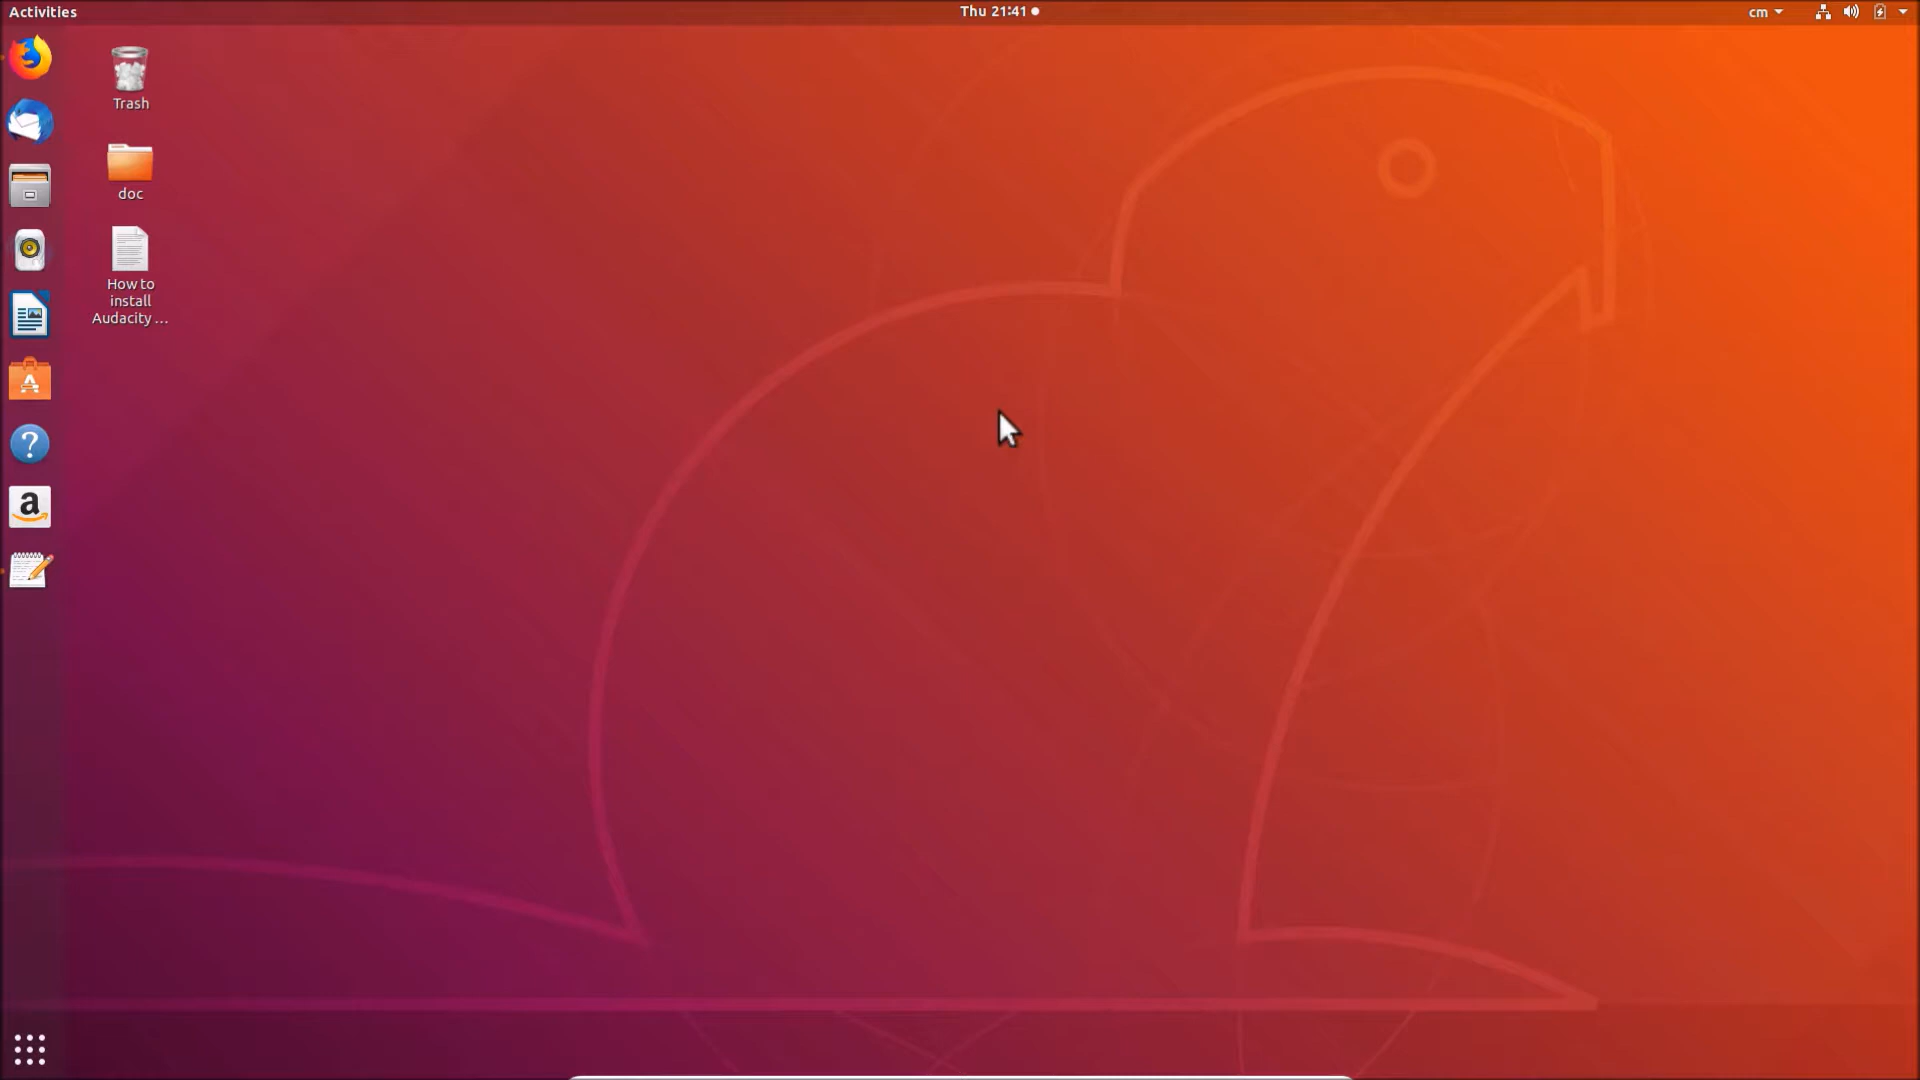 Activities
Thu 21:41
cm
Trash
doc
How to
install
Audacity ...